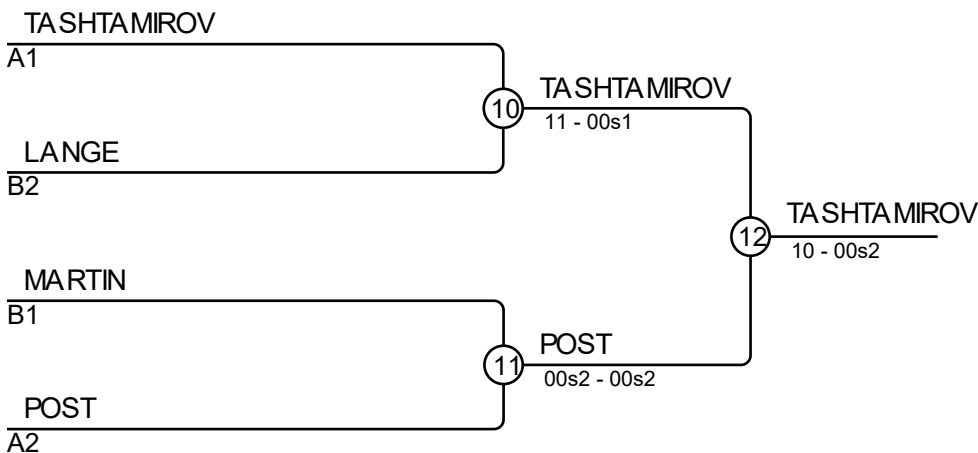 TASHTAMIROV
A1
10
TASHTAMIROV
11 - 00s1
LANGE
B2
12
TASHTAMIROV
10 - 00s2
MARTIN
B1
11
POST
00s2 - 00s2
POST
A2